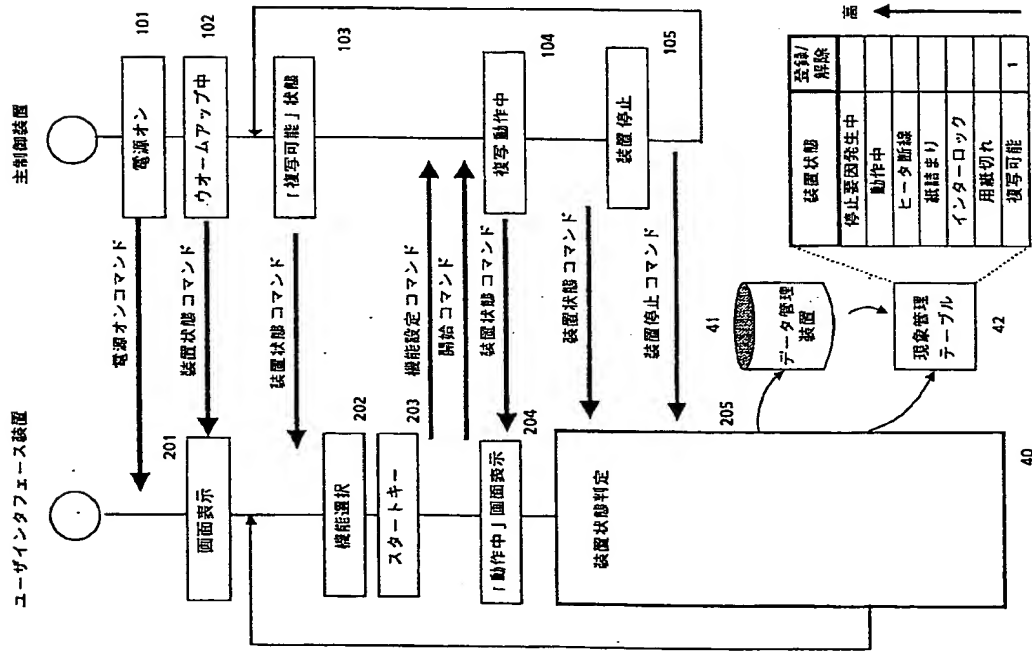 ユーザインタフェース装置
主制御装置
電源オン
101
電源オンコマンド
ウオームアップ中
102
装置状態コマンド
画面表示
201
「複写可能」状態
103
装置状態コマンド
機能選択
202
スタートキー
203
機能設定コマンド
開始コマンド
複写動作中
104
装置状態コマンド
「動作中」画面表示
204
装置停止
105
装置状態コマンド
装置停止コマンド
装置状態判定
205
40
データ管理
装置
41
現象管理
テーブル
42
装置状態
登録/
解除
停止要因発生中
動作中
ヒータ断線
紙詰まり
インターロック
用紙切れ
複写可能
1
高